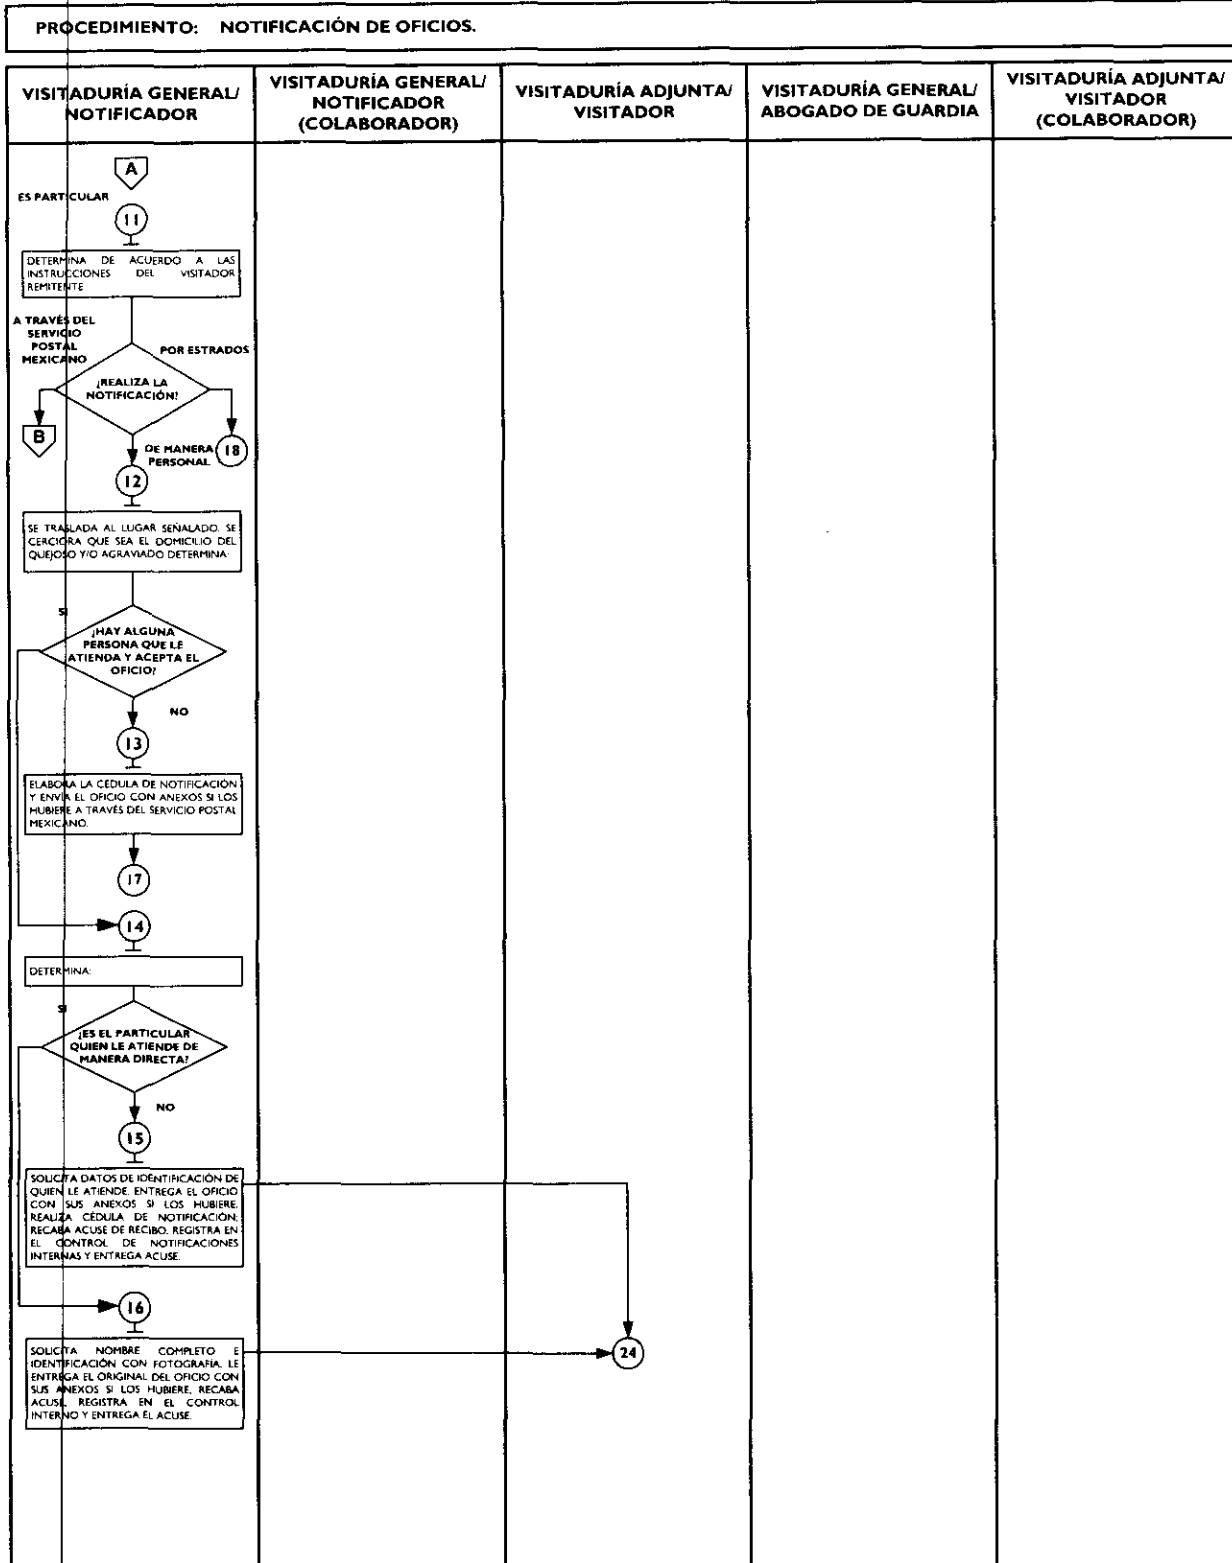 PROCEDIMIENTO: NOTIFICACIÓN DE OFICIOS.
VISITADURÍA GENERAL/
NOTIFICADOR
VISITADURÍA GENERAL/
NOTIFICADOR
(COLABORADOR)
VISITADURÍA ADJUNTA/
VISITADOR
VISITADURÍA GENERAL/
ABOGADO DE GUARDIA
VISITADURÍA ADJUNTA/
VISITADOR
(COLABORADOR)
A
ES PARTICULAR
11
DETERMINA DE ACUERDO A LAS
INSTRUCCIONES DEL VISITADOR
REMITENTE
A TRAVÉS DEL
SERVICIO
POSTAL
MEXICANO
POR ESTRADOS
¿REALIZA LA
NOTIFICACIÓN?
B
DE MANERA
PERSONAL
18
12
SE TRASLADA AL LUGAR SEÑALADO. SE
CERCIORA QUE SEA EL DOMICILIO DEL
QUEJOSO Y/O AGRAVIADO DETERMINA:
SI
¿HAY ALGUNA
PERSONA QUE LE
ATIENDA Y ACEPTA EL
OFICIO?
NO
13
ELABORA LA CÉDULA DE NOTIFICACIÓN
Y ENVÍA EL OFICIO CON ANEXOS SI LOS
HUBIERE A TRAVÉS DEL SERVICIO POSTAL
MEXICANO.
17
14
DETERMINA:
SI
¿ES EL PARTICULAR
QUIEN LE ATIENDE DE
MANERA DIRECTA?
NO
15
SOLICITA DATOS DE IDENTIFICACIÓN DE
QUIEN LE ATIENDE. ENTREGA EL OFICIO
CON SUS ANEXOS SI LOS HUBIERE.
REALIZA CÉDULA DE NOTIFICACIÓN;
RECABA ACUSE DE RECIBO. REGISTRA EN
EL CONTROL DE NOTIFICACIONES
INTERNAS Y ENTREGA ACUSE.
16
SOLICITA NOMBRE COMPLETO E
IDENTIFICACIÓN CON FOTOGRAFÍA. LE
ENTREGA EL ORIGINAL DEL OFICIO CON
SUS ANEXOS SI LOS HUBIERE, RECABA
ACUSE. REGISTRA EN EL CONTROL
INTERNO Y ENTREGA EL ACUSE.
24